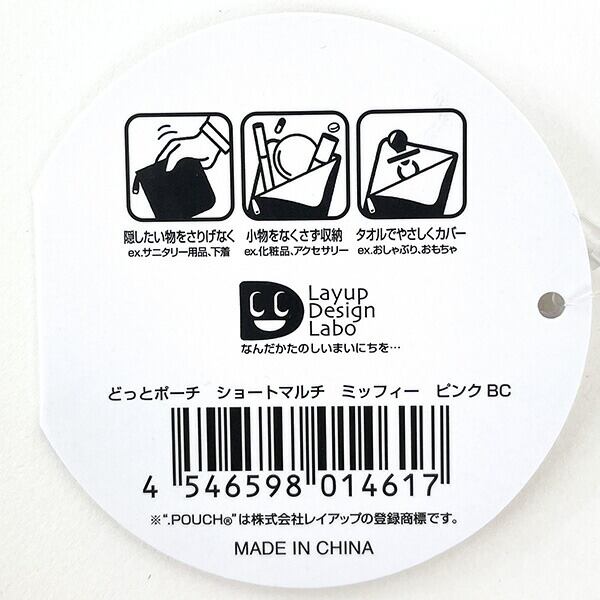 隠したい物をさりげなく
ex.サニタリー用品、下着
小物をなくさず収納
ex.化粧品、アクセサリー
タオルでやさしくカバー
ex.おしゃぶり、おもちゃ
Layup
Design
Labo
なんだかたのしいまいにちを…
どっとポーチ ショートマルチ ミッフィー ピンク BC
4 546598 014617
※“.POUCH®”は株式会社レイアップの登録商標です。
MADE IN CHINA